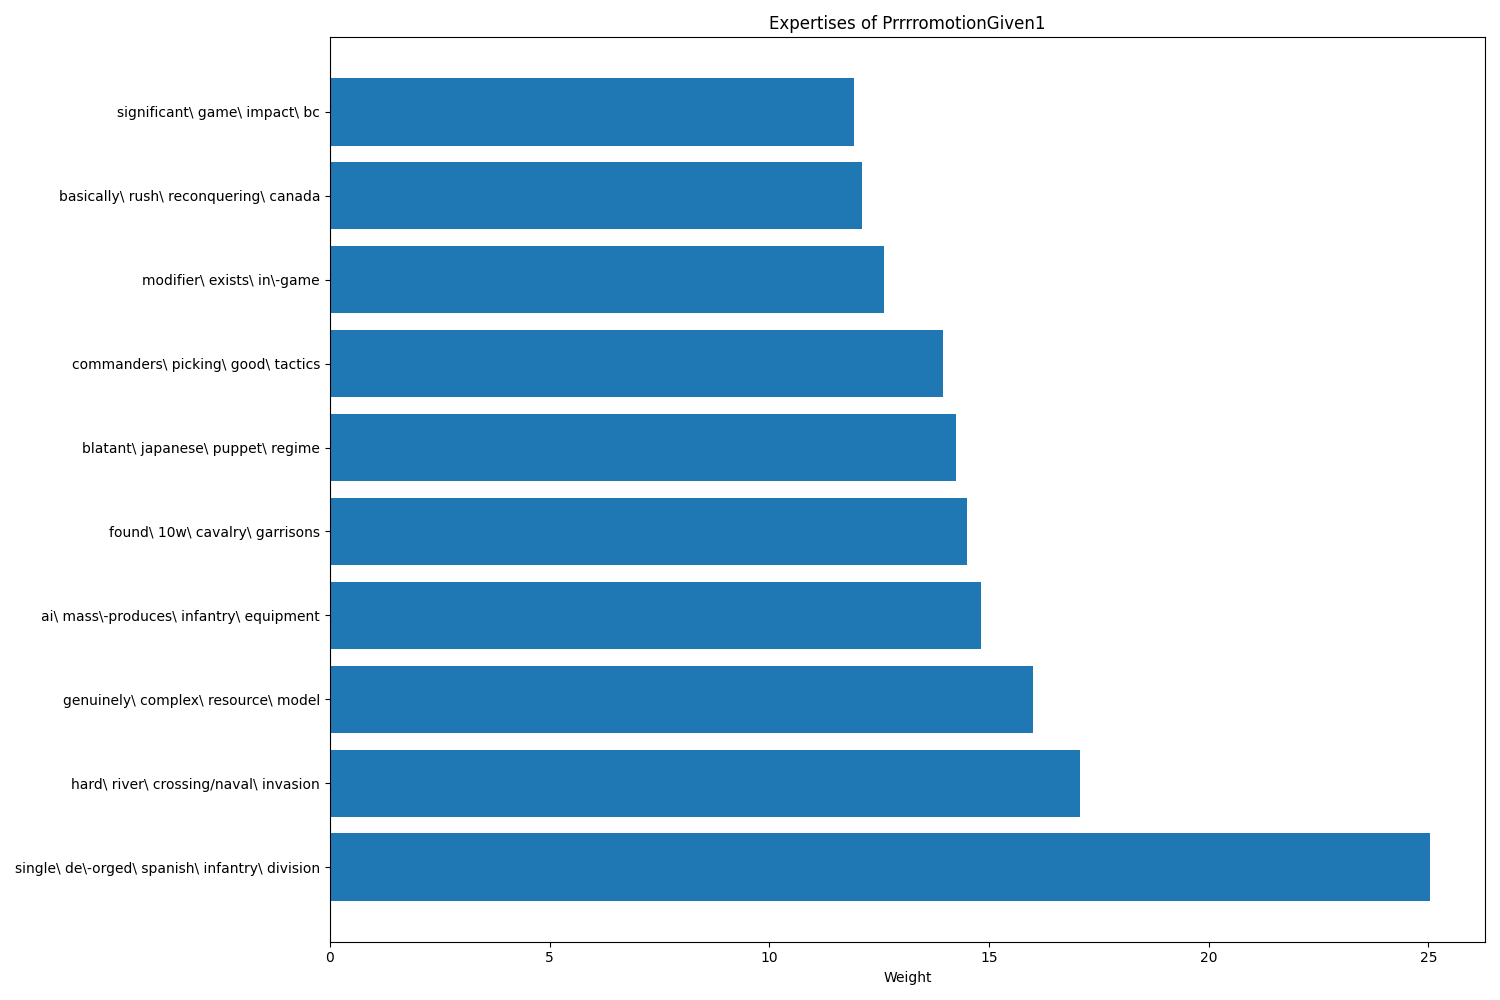 Expertises of PrrrromotionGiven1
significant\ game\ impact\ bc
basically\ rush\ reconquering\ canada
modifier\ exists\ in\-game
commanders\ picking\ good\ tactics
blatant\ japanese\ puppet\ regime
found\ 10w\ cavalry\ garrisons
ai\ mass\-produces\ infantry\ equipment
genuinely\ complex\ resource\ model
hard\ river\ crossing/naval\ invasion
single\ de\-orged\ spanish\ infantry\ division
0 5 10 15 20 25
Weight